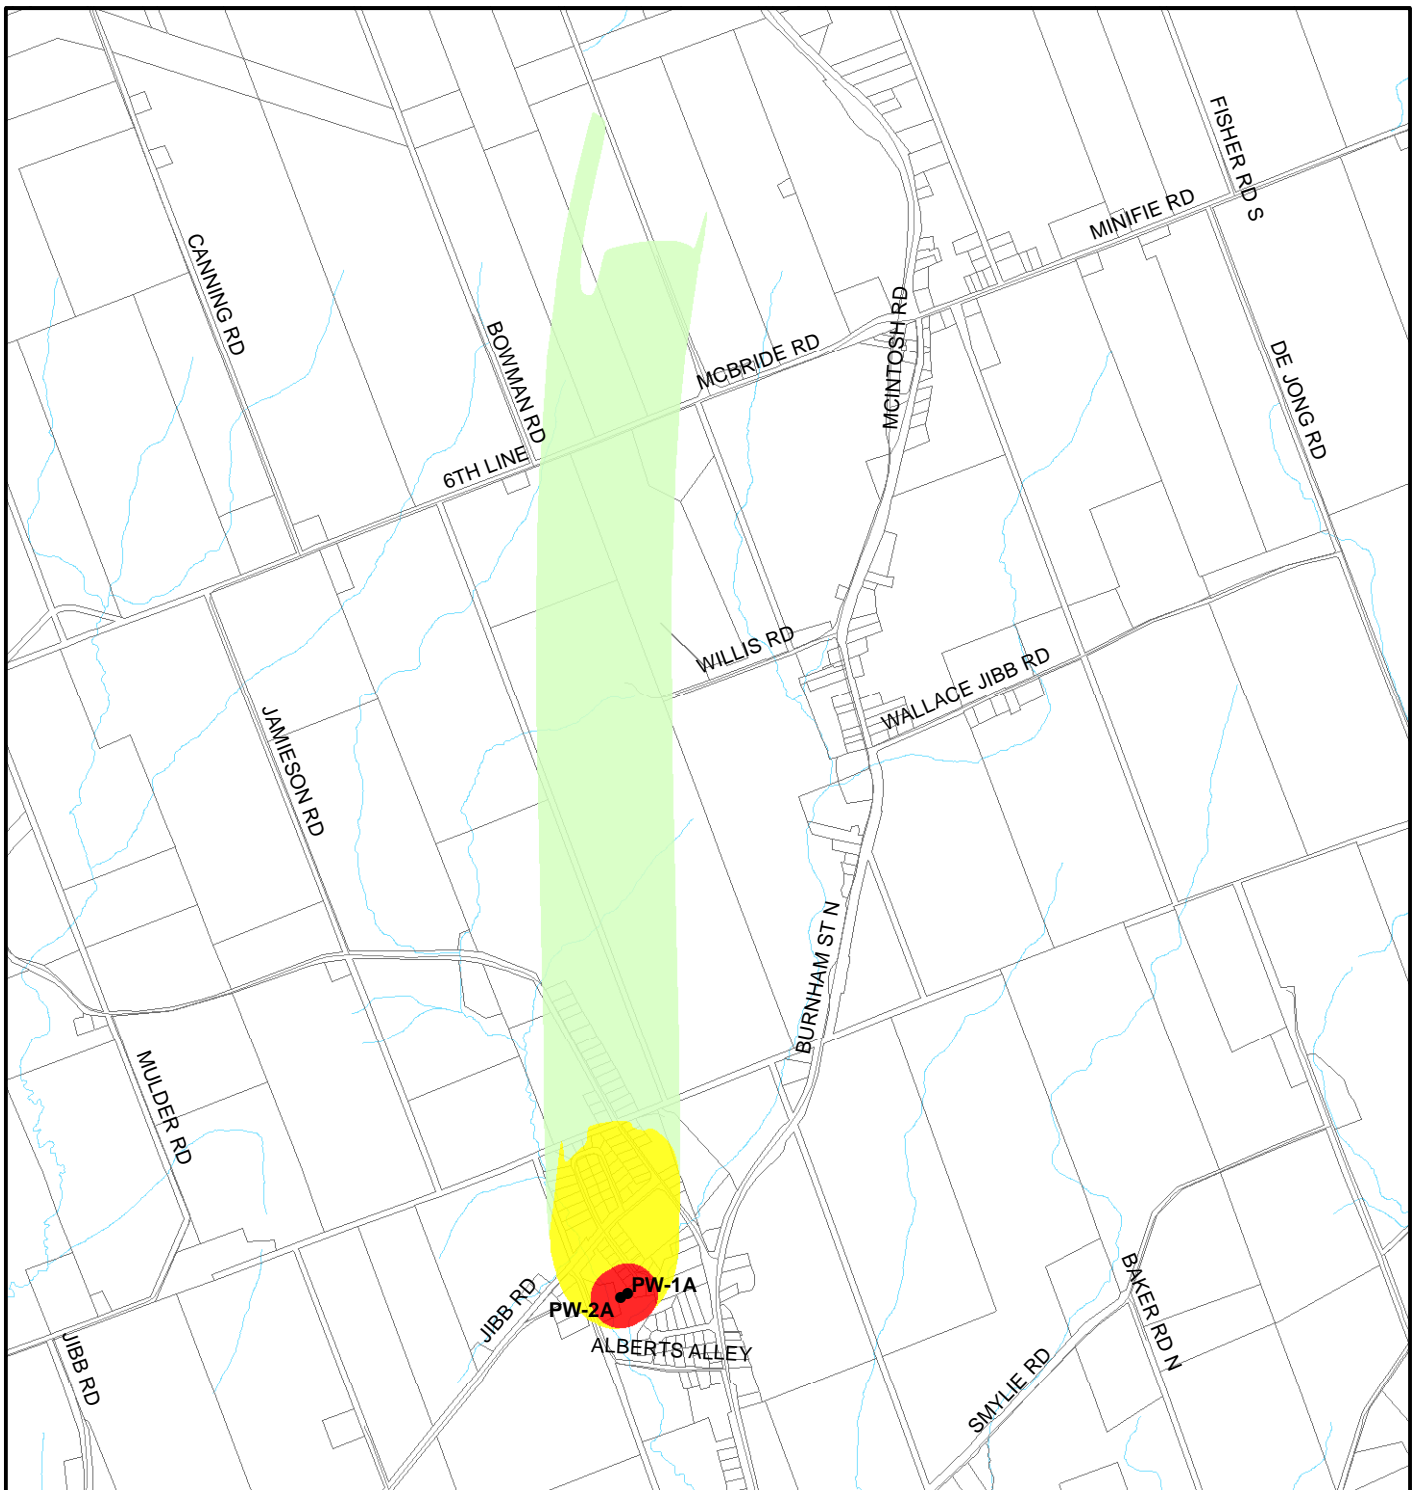 FISHER RD S
MINIFIE RD
CANNING RD
MCINTOSH RD
BOWMAN RD
MCBRIDE RD
DE JONG RD
6TH LINE
WILLIS RD
WALLACE JIBB RD
JAMIESON RD
BURNHAM ST N
MULDER RD
PW-1A
PW-2A
JIBB RD
BAKER RD N
ALBERTS ALLEY
JIBB RD
SMYLIE RD